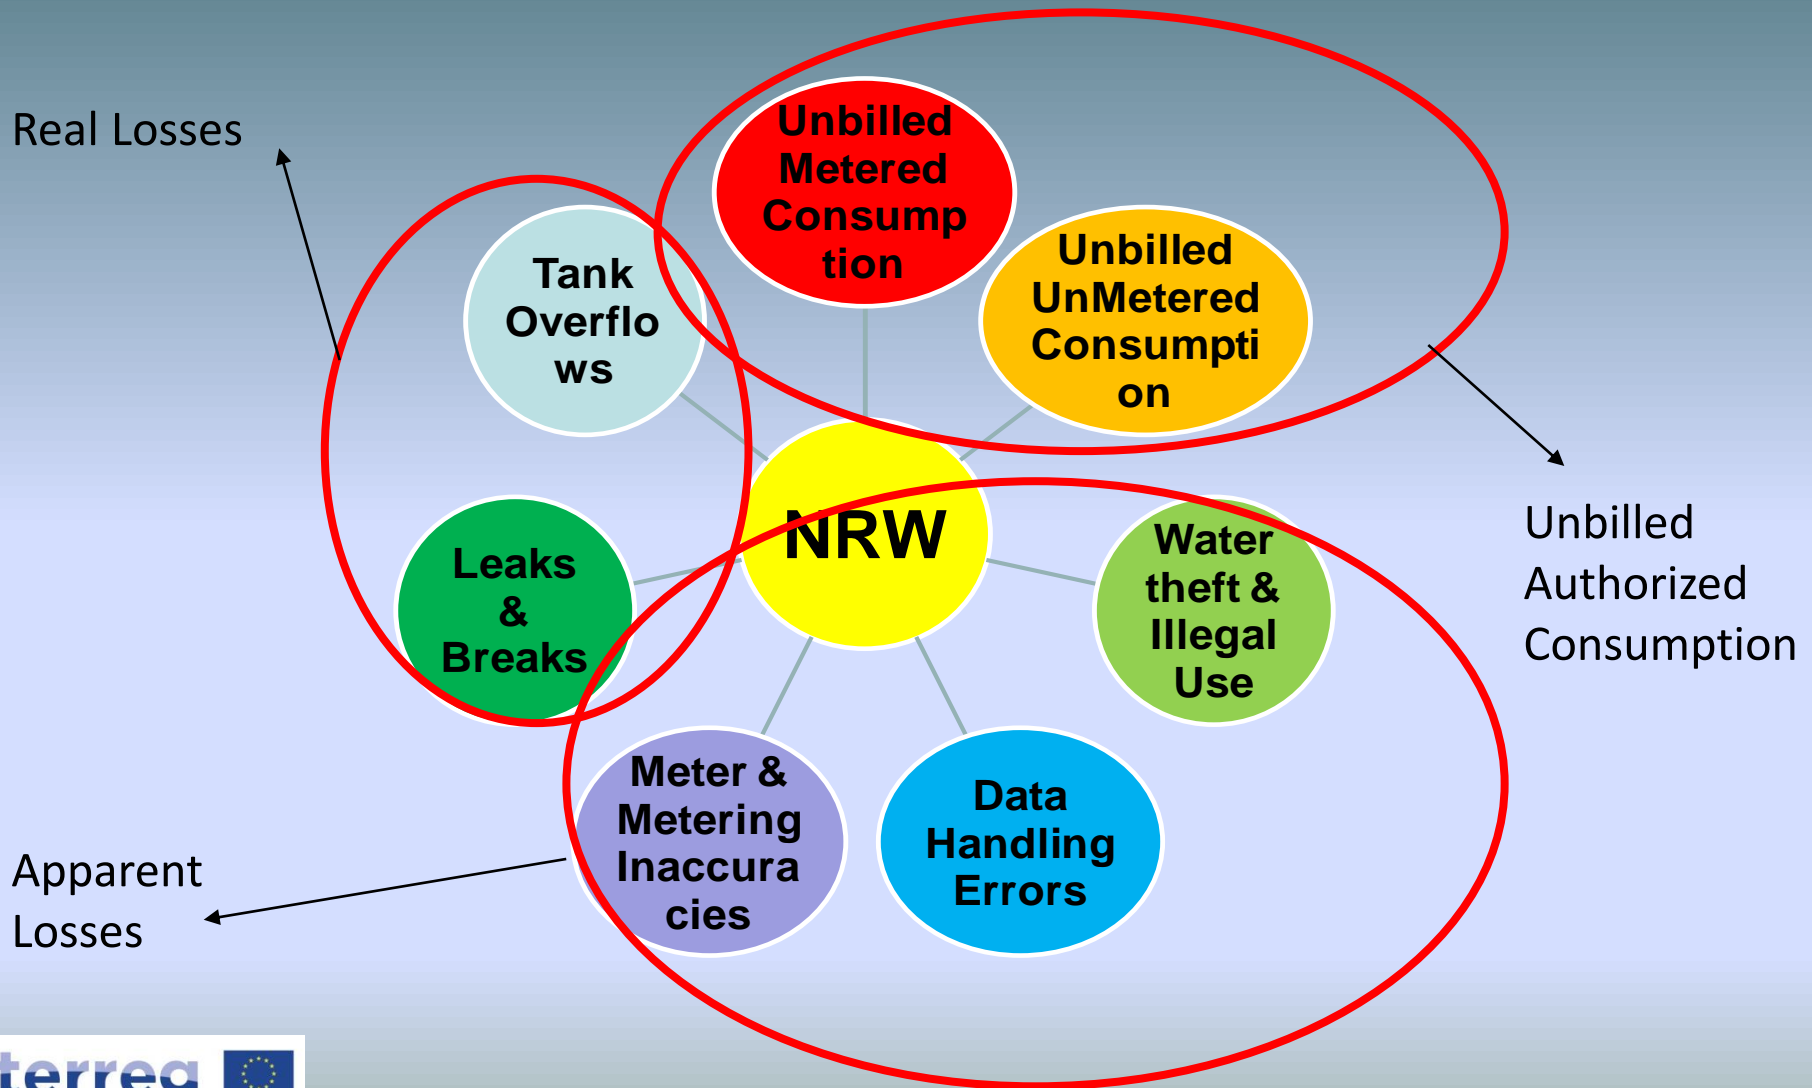 Real Losses
Unbilled
Metered
Consump
tion
Unbilled
UnMetered
Consumpti
on
Tank
Overflo
ws
NRW
Leaks
&
Breaks
Water
theft &
Illegal
Use
Unbilled
Authorized
Consumption
Meter &
Metering
Inaccura
cies
Data
Handling
Errors
Apparent
Losses
terreg